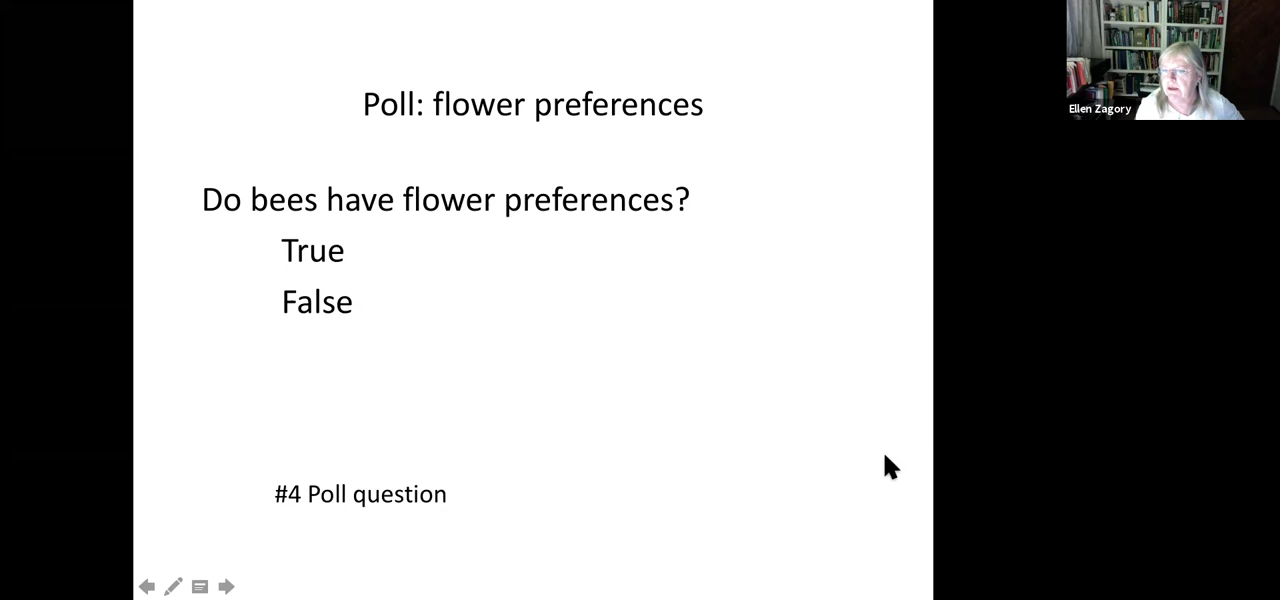 Poll: flower preferences
Do bees have flower preferences?
True
False
#4 Poll question
Ellen Zagory